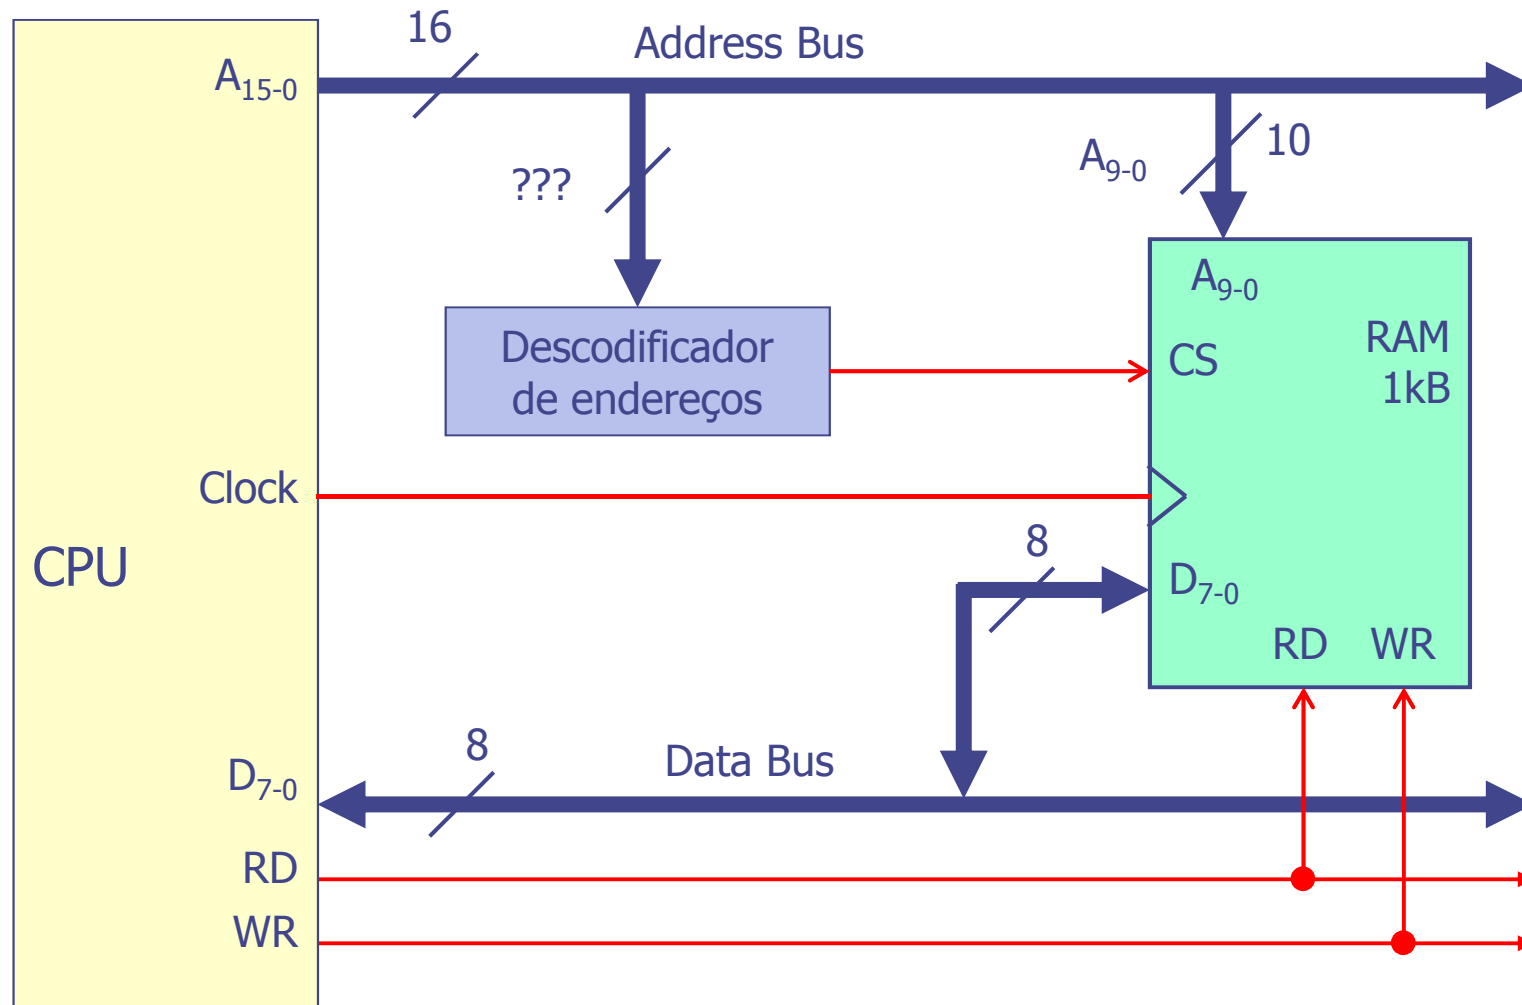 16
Address Bus
A15-0
A9-0
10
???
A9-0
Descodificador
de endereços
CS
RAM
1kB
Clock
CPU
8
D7-0
RD WR
8
Data Bus
D7-0
RD
WR